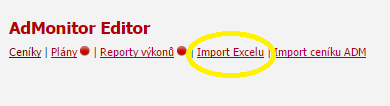 AdMonitor Editor
Ceníky | Plány | Reporty výkonů | Import Excelu | Import ceníku ADM